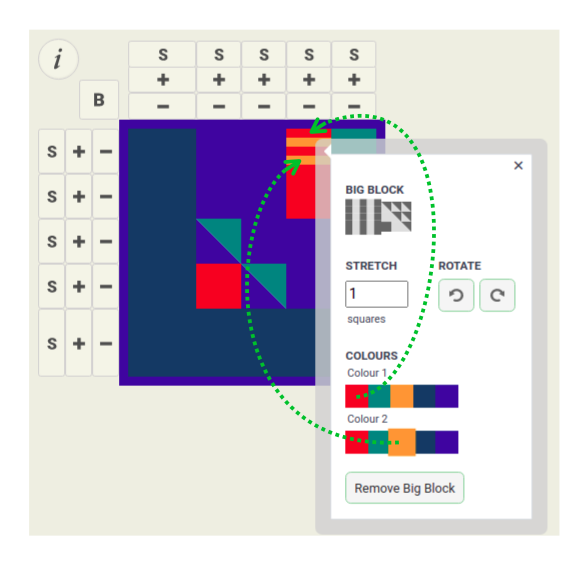 i
S S S S S
+ + + + +
B
− − − − −
S + −
×
BIG BLOCK
S + −
S + −
STRETCH ROTATE
S + −
1
squares
S + −
COLOURS
Colour 1
Colour 2
Remove Big Block